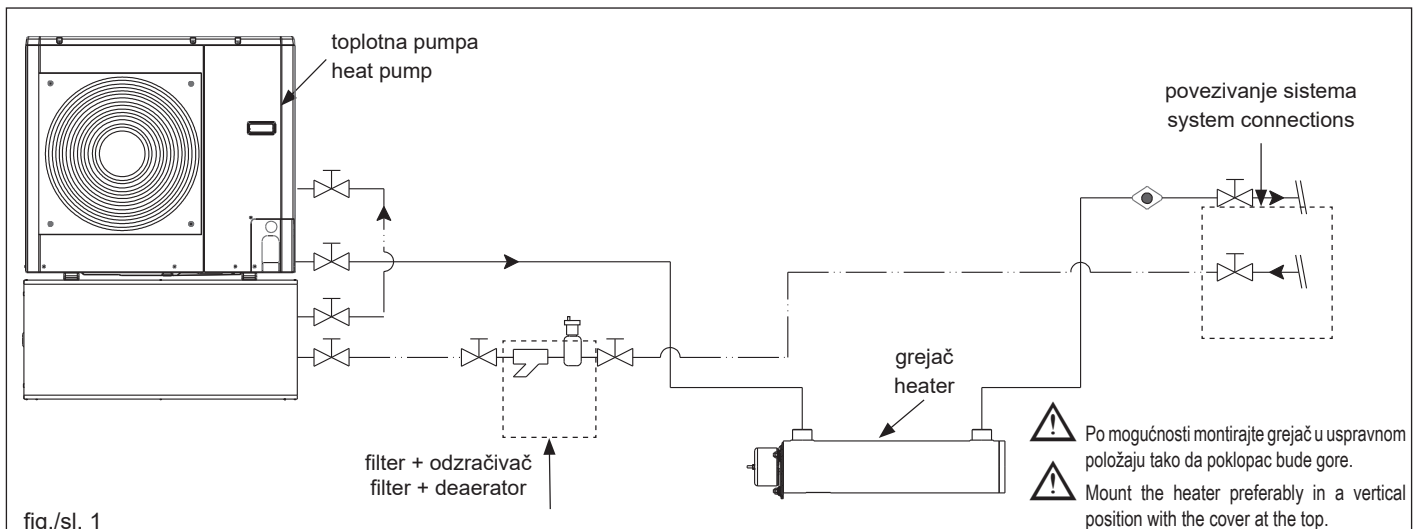 toplotna pumpa
heat pump
povezivanje sistema
system connections
grejač
heater
filter + odzračivač
filter + deaerator
Po mogućnosti montirajte grejač u uspravnom
položaju tako da poklopac bude gore.
Mount the heater preferably in a vertical
position with the cover at the top.
fig./sl. 1